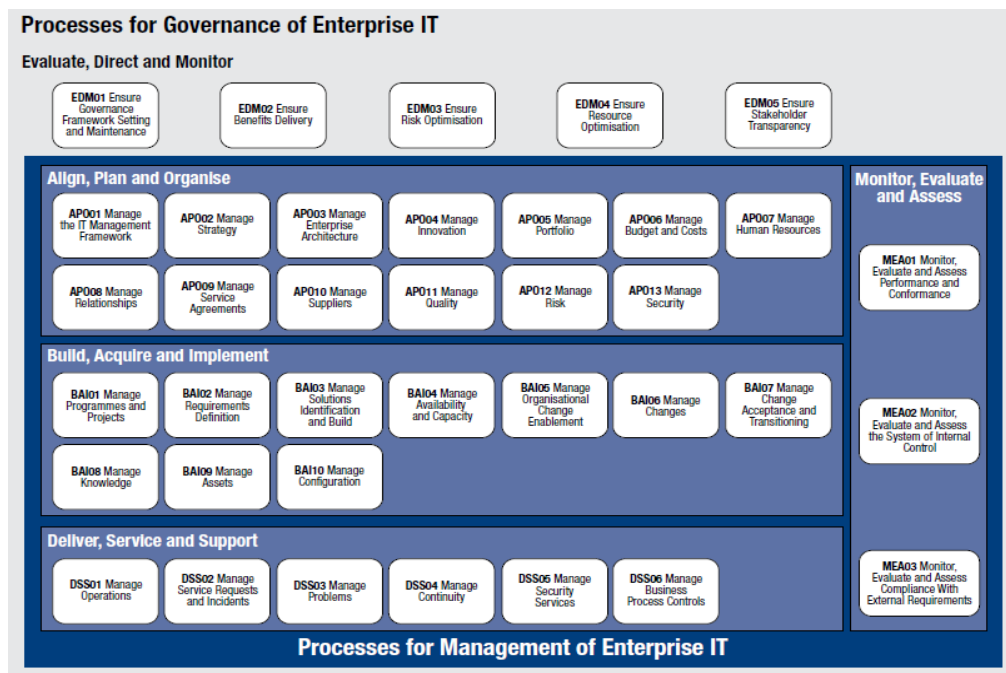 Processes for Governance of Enterprise IT
Evaluate, Direct and Monitor
EDM01 Ensure
Governance
Framework Setting
and Maintenance
EDM02 Ensure
Benefits Delivery
EDM03 Ensure
Risk Optimisation
EDM04 Ensure
Resource
Optimisation
EDM05 Ensure
Stakeholder
Transparency
Align, Plan and Organise
APO01 Manage
the IT Management
Framework
APO02 Manage
Strategy
APO03 Manage
Enterprise
Architecture
APO04 Manage
Innovation
APO05 Manage
Portfolio
APO06 Manage
Budget and Costs
APO07 Manage
Human Resources
APO08 Manage
Relationships
APO09 Manage
Service
Agreements
APO10 Manage
Suppliers
APO11 Manage
Quality
APO12 Manage
Risk
APO13 Manage
Security
Build, Acquire and Implement
BAI01 Manage
Programmes and
Projects
BAI02 Manage
Requirements
Definition
BAI03 Manage
Solutions
Identification
and Build
BAI04 Manage
Availability
and Capacity
BAI05 Manage
Organisational
Change
Enablement
BAI06 Manage
Changes
BAI07 Manage
Change
Acceptance and
Transitioning
BAI08 Manage
Knowledge
BAI09 Manage
Assets
BAI10 Manage
Configuration
Deliver, Service and Support
DSS01 Manage
Operations
DSS02 Manage
Service Requests
and Incidents
DSS03 Manage
Problems
DSS04 Manage
Continuity
DSS05 Manage
Security
Services
DSS06 Manage
Business
Process Controls
Monitor, Evaluate
and Assess
MEA01 Monitor,
Evaluate and Assess
Performance and
Conformance
MEA02 Monitor,
Evaluate and Assess
the System of Internal
Control
MEA03 Monitor,
Evaluate and Assess
Compliance With
External Requirements
Processes for Management of Enterprise IT